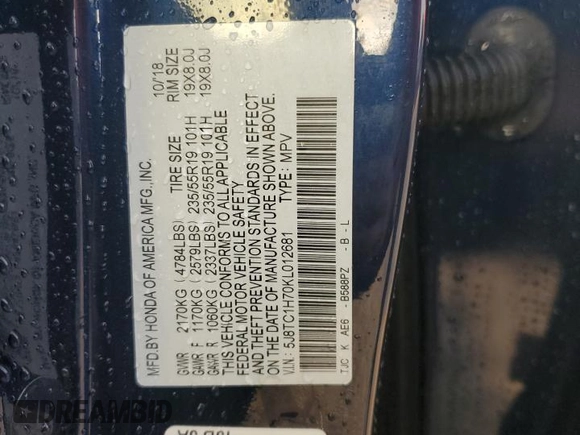 MFD.BY HONDA OF AMERICA MFG.,INC. 10/18
TIRE SIZE RIM SIZE
GVWR 2170KG (4784LBS)
GAWR F 1170KG (2579LBS) 235/55R19 101H 19X8.0J
GAWR R 1060KG (2337LBS) 235/55R19 101H 19X8.0J
THIS VEHICLE CONFORMS TO ALL APPLICABLE
FEDERAL MOTOR VEHICLE SAFETY
AND THEFT PREVENTION STANDARDS IN EFFECT
ON THE DATE OF MANUFACTURE SHOWN ABOVE.
V.I.N.: 5J8TC1H70KL012681 TYPE: MPV
TJC K AE6 -B588PZ -B -L
DREAMBID